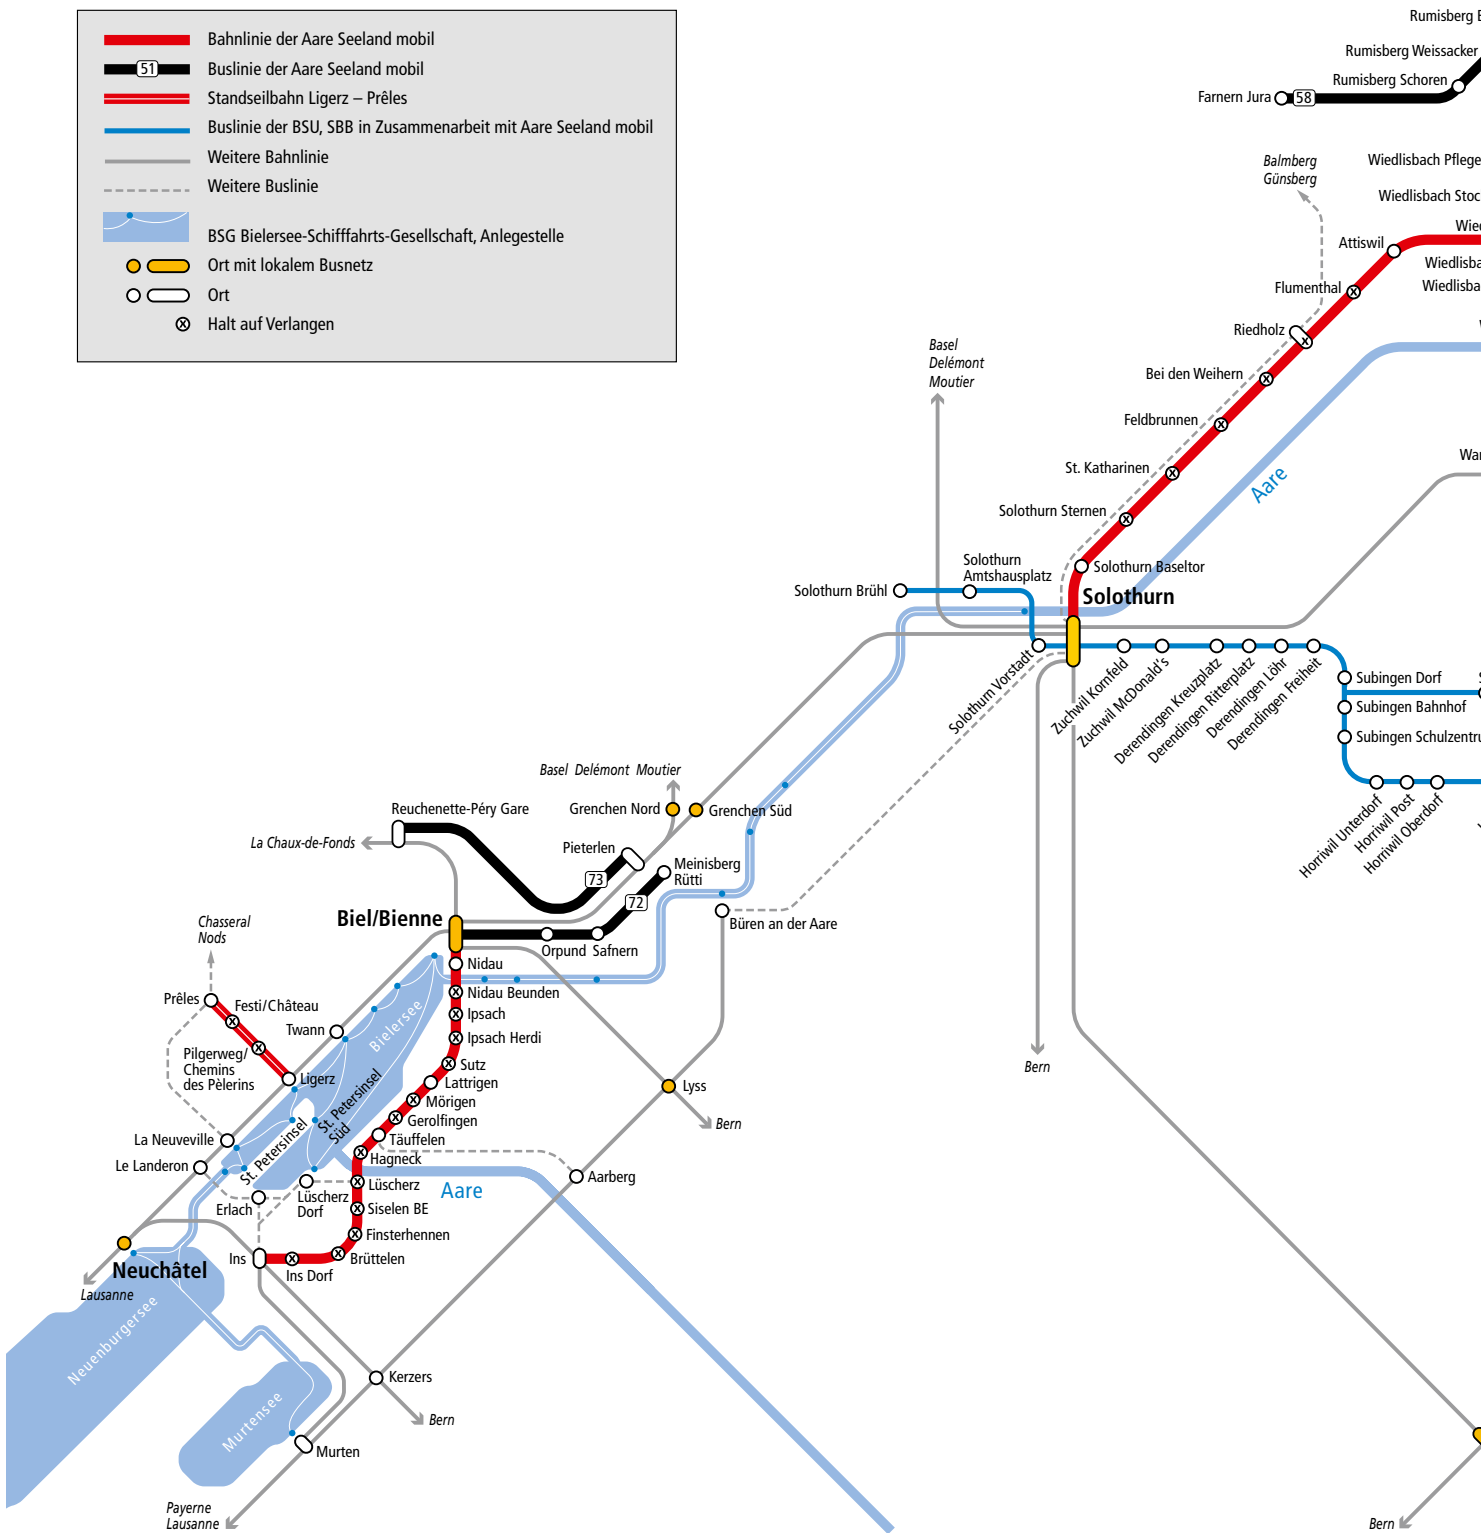 Bahnlinie der Aare Seeland mobil
51
Buslinie der Aare Seeland mobil
Standseilbahn Ligerz – Prêles
Buslinie der BSU, SBB in Zusammenarbeit mit Aare Seeland mobil
Weitere Bahnlinie
Weitere Buslinie
BSG Bielersee-Schifffahrts-Gesellschaft, Anlegestelle
Ort mit lokalem Busnetz
Ort
Halt auf Verlangen
Rumisberg
Rumisberg Weissacker
Rumisberg Schoren
Farnern Jura
58
Balmberg
Günsberg
Wiedlisbach Pflege
Wiedlisbach Stoc
Wied
Attiswil
Wiedlisba
Flumenthal
Wiedlisba
Riedholz
Basel
Delémont
Moutier
Bei den Weihern
Feldbrunnen
St. Katharinen
Solothurn Sternen
Aare
Solothurn Baseltor
Solothurn
Solothurn
Amtshausplatz
Solothurn Brühl
Solothurn Vorstadt
Zuchwil Kornfeld
Zuchwil McDonald's
Derendingen Kreuzplatz
Derendingen Ritterplatz
Derendingen Löhr
Derendingen Freiheit
Subingen Dorf
Subingen Bahnhof
Subingen Schulzentru
Horriwil Unterdorf
Horriwil Post
Horriwil Oberdorf
Basel Delémont Moutier
Grenchen Nord
Grenchen Süd
Reuchenette-Péry Gare
La Chaux-de-Fonds
Pieterlen
73
Meinisberg
Rütti
72
Biel/Bienne
Orpund
Safnern
Büren an der Aare
Chasseral
Nods
Nidau
Nidau Beunden
Ipsach
Ipsach Herdi
Sutz
Lattrigen
Mörigen
Gerolfingen
Täuffelen
Hagneck
Lüscherz
Siselen BE
Finsterhennen
Brüttelen
Ins Dorf
Ins
Prêles
Festi/Château
Pilgerweg/
Chemins
des Pèlerins
Ligerz
Twann
Bielersee
St. Petersinsel
Süd
St. Petersinsel
La Neuveville
Le Landeron
Erlach
Lüscherz
Dorf
Aare
Lyss
Bern
Bern
Aarberg
Neuchâtel
Lausanne
Neuenburgersee
Murtensee
Kerzers
Bern
Murten
Payerne
Lausanne
Bern